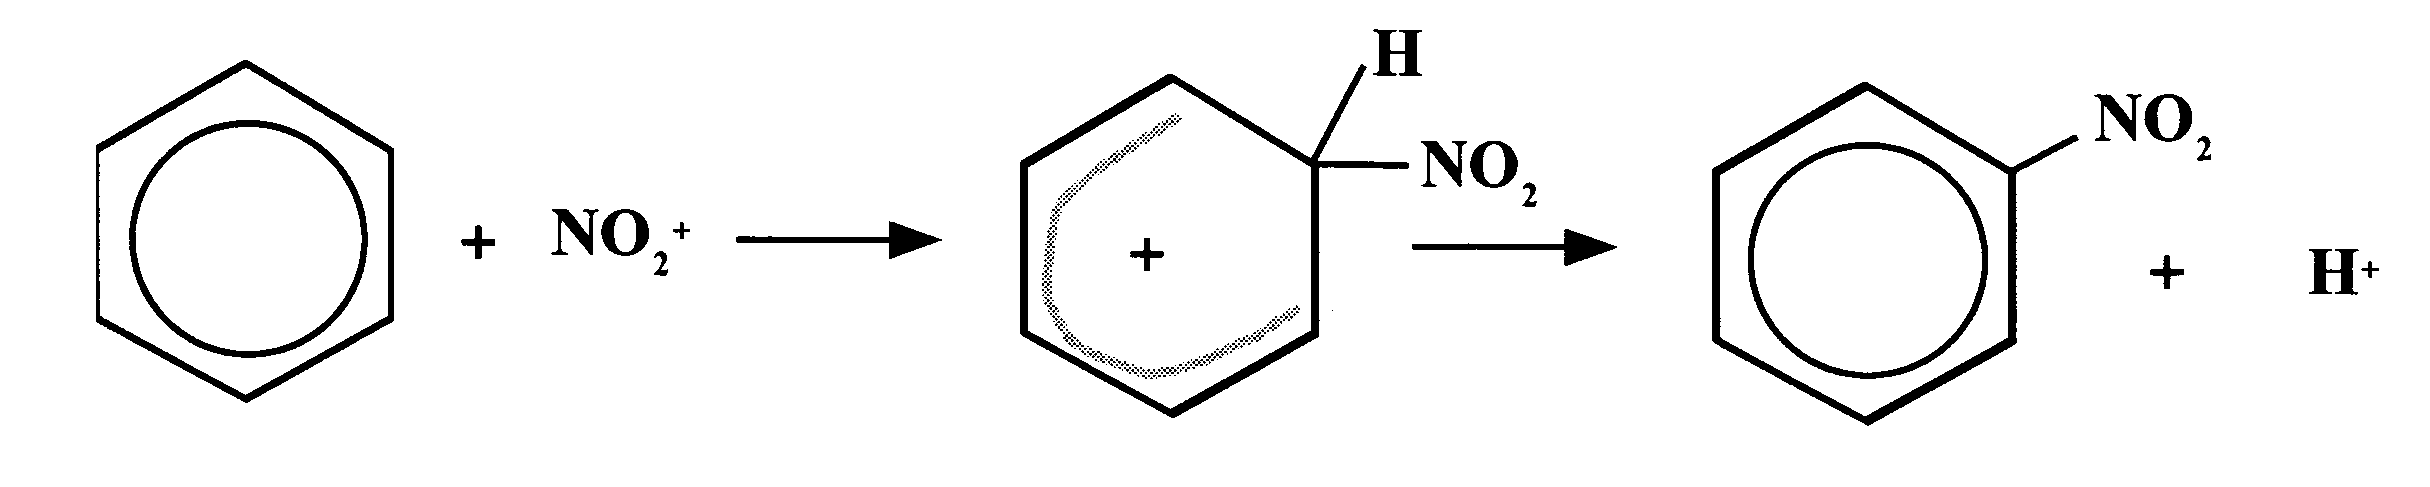 + NO₂⁺ + H NO₂ NO₂ + H⁺